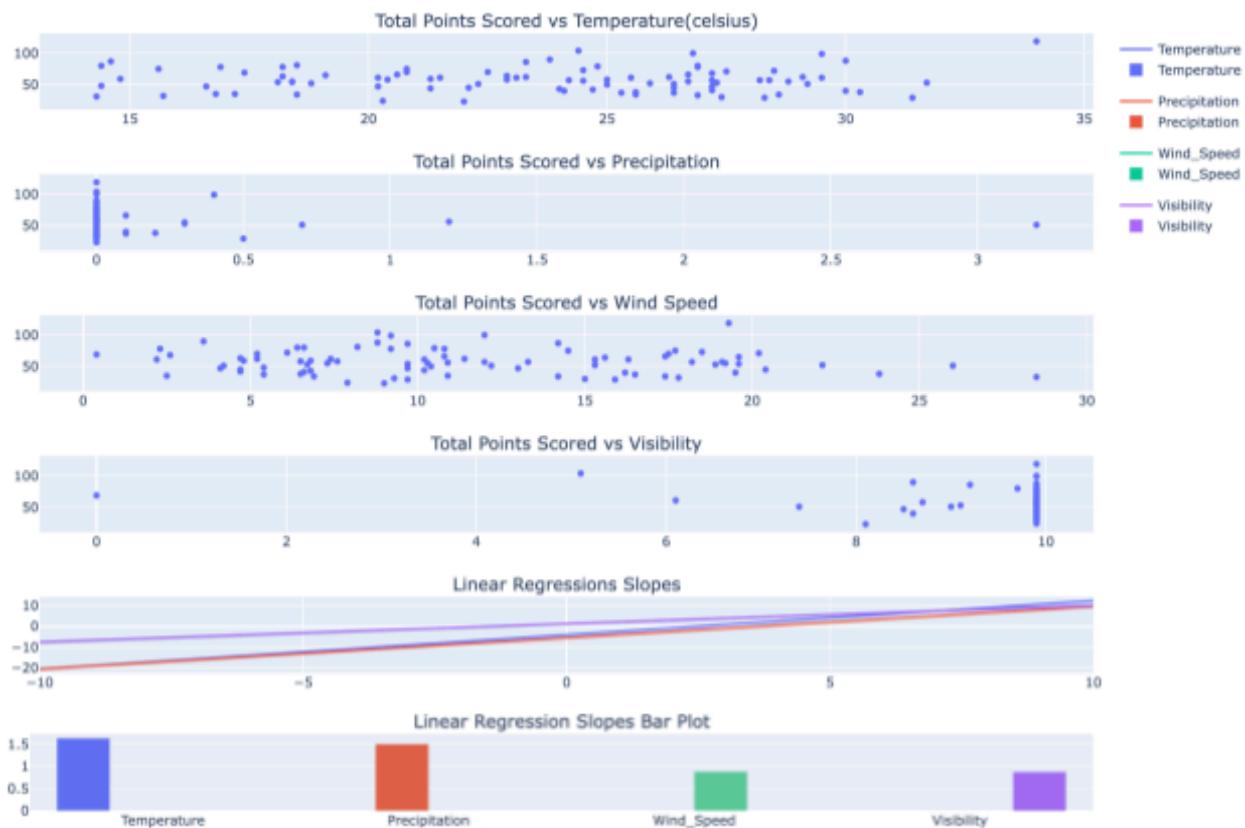 Total Points Scored vs Temperature(celsius)
100
50
15 20 25 30 35
Temperature
Temperature
Precipitation
Precipitation
Wind_Speed
Wind_Speed
Visibility
Visibility
Total Points Scored vs Precipitation
100
50
0 0.5 1 1.5 2 2.5 3
Total Points Scored vs Wind Speed
100
50
0 5 10 15 20 25 30
Total Points Scored vs Visibility
100
50
0 2 4 6 8 10
Linear Regressions Slopes
10
0
−10
−20
−10 −5 0 5 10
Linear Regression Slopes Bar Plot
1.5
1
0.5
0
Temperature Precipitation Wind_Speed Visibility